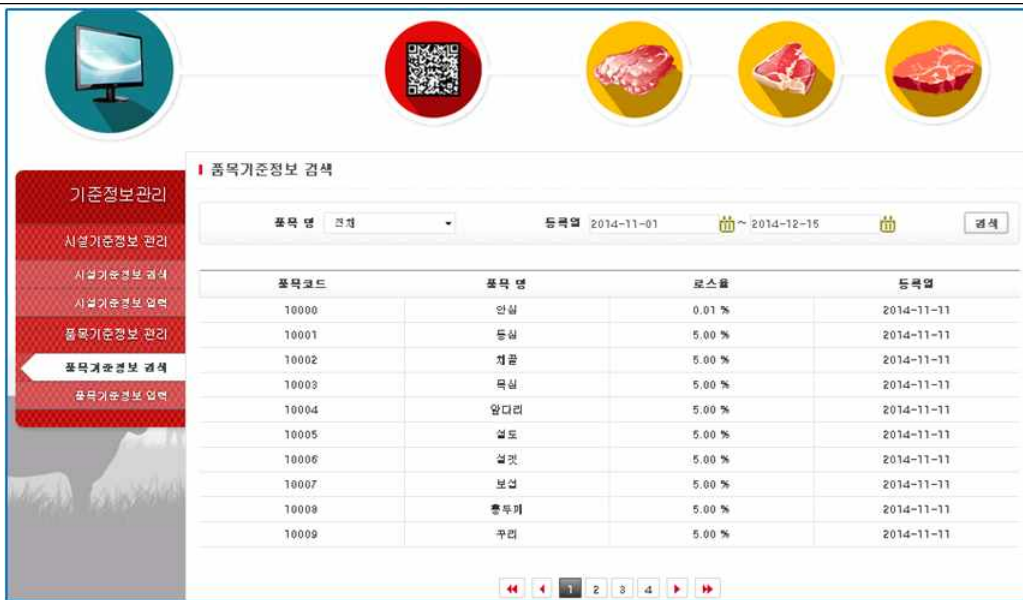 품목기준정보 검색
기준정보관리
시설기준정보 관리
시설기준정보 검색
시설기준정보 입력
품목기준정보 관리
품목기준정보 검색
품목기준정보 입력
품목 명 전체 등록일 2014-11-01 ~ 2014-12-15 검색
품목코드 품목 명 로스율 등록일
10000 안심 0.01 % 2014-11-11
10001 등심 5.00 % 2014-11-11
10002 채끝 5.00 % 2014-11-11
10003 목심 5.00 % 2014-11-11
10004 앞다리 5.00 % 2014-11-11
10005 설도 5.00 % 2014-11-11
10006 설깃 5.00 % 2014-11-11
10007 보섭 5.00 % 2014-11-11
10008 홍두깨 5.00 % 2014-11-11
10009 꾸리 5.00 % 2014-11-11
1 2 3 4